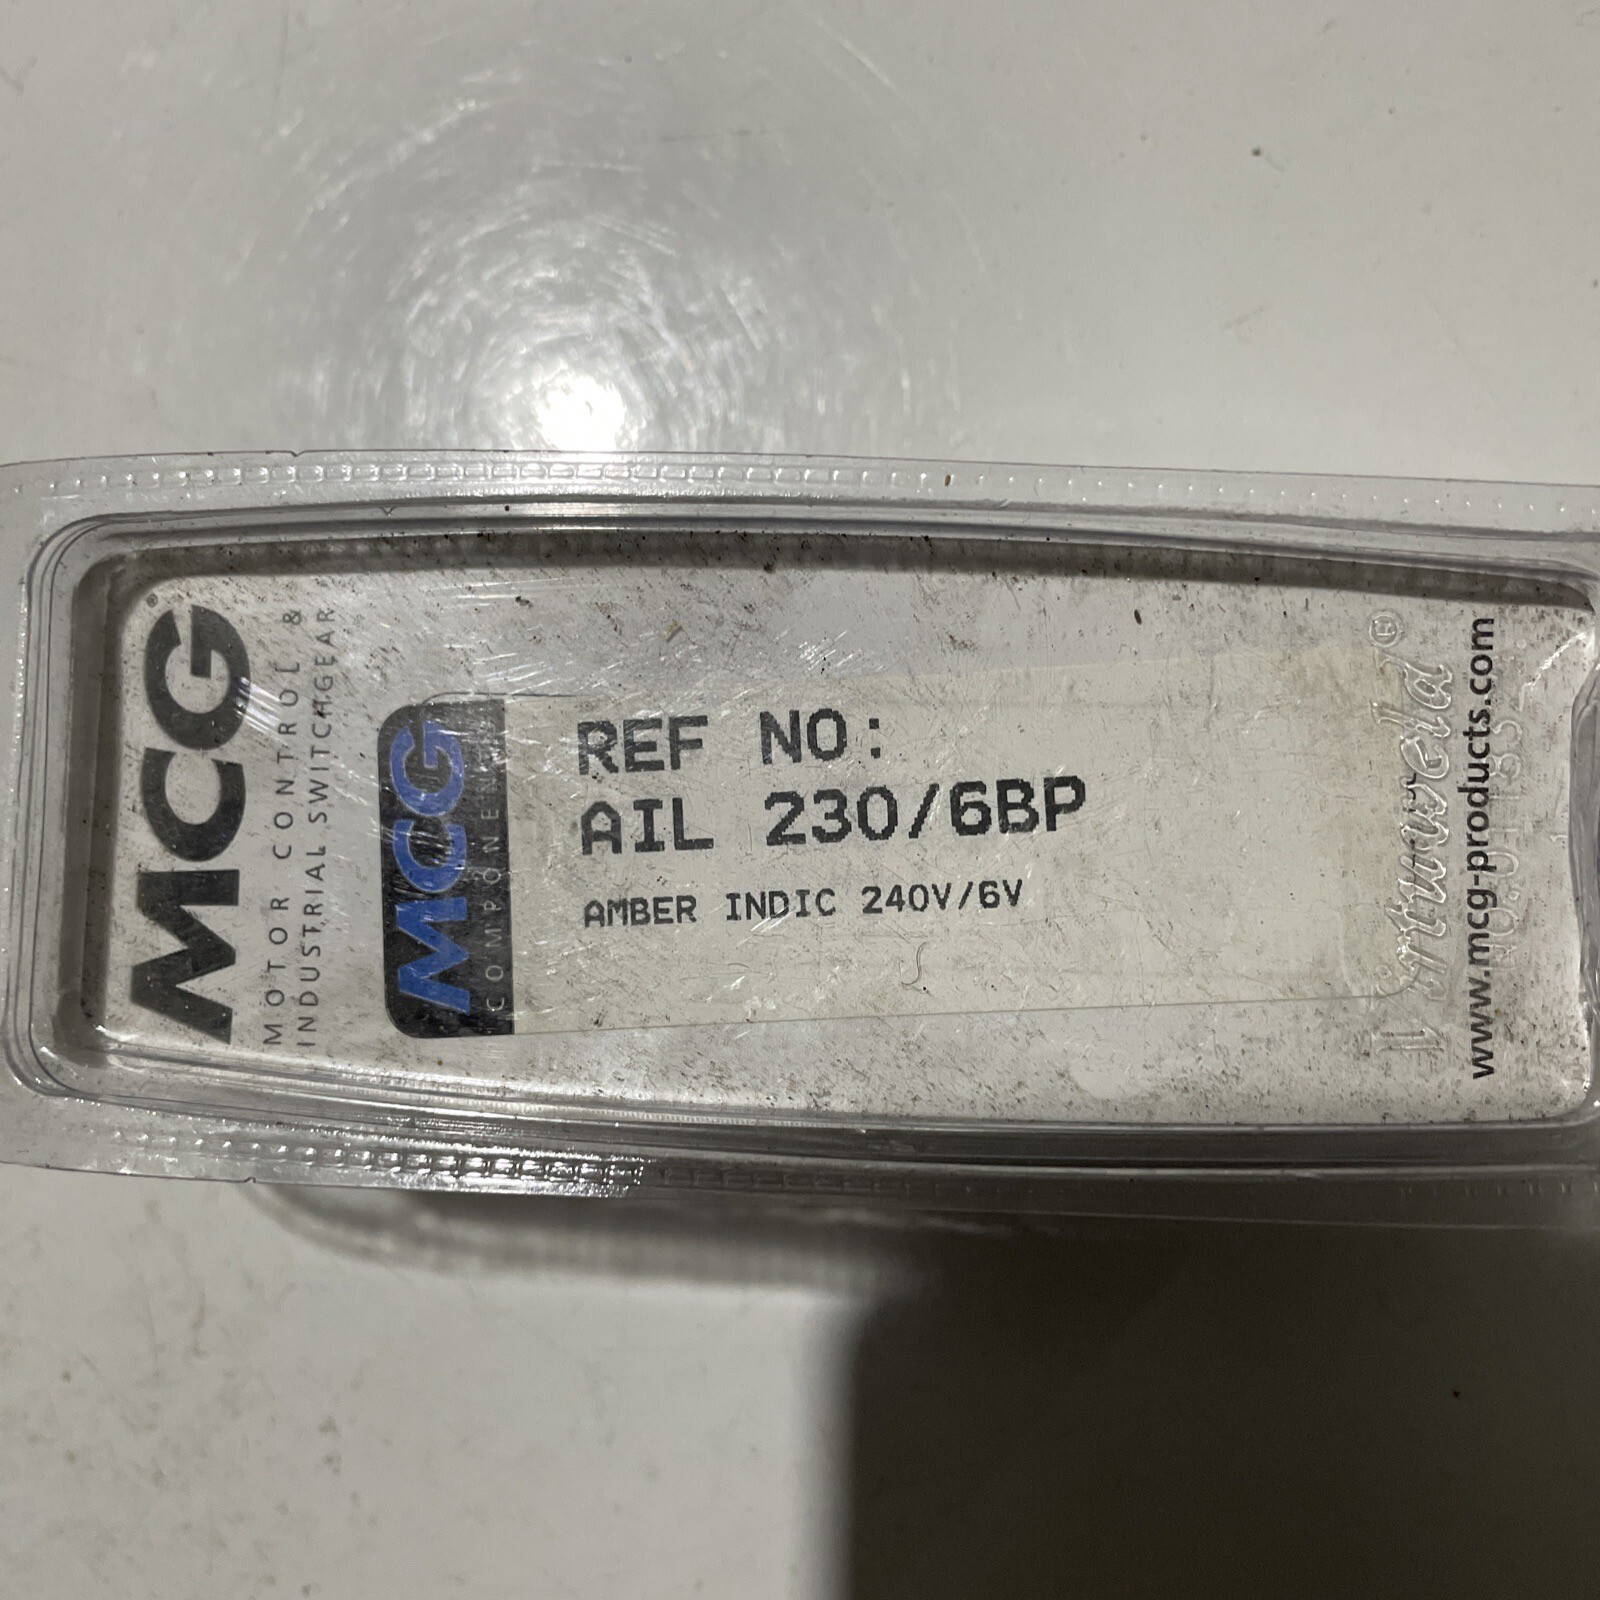 MCG®
MOTOR CONTROL &
INDUSTRIAL SWITCHGEAR
MCG
COMPONENTS
REF NO:
AIL 230/6BP
AMBER INDIC 240V/6V
www.mcg-products.com